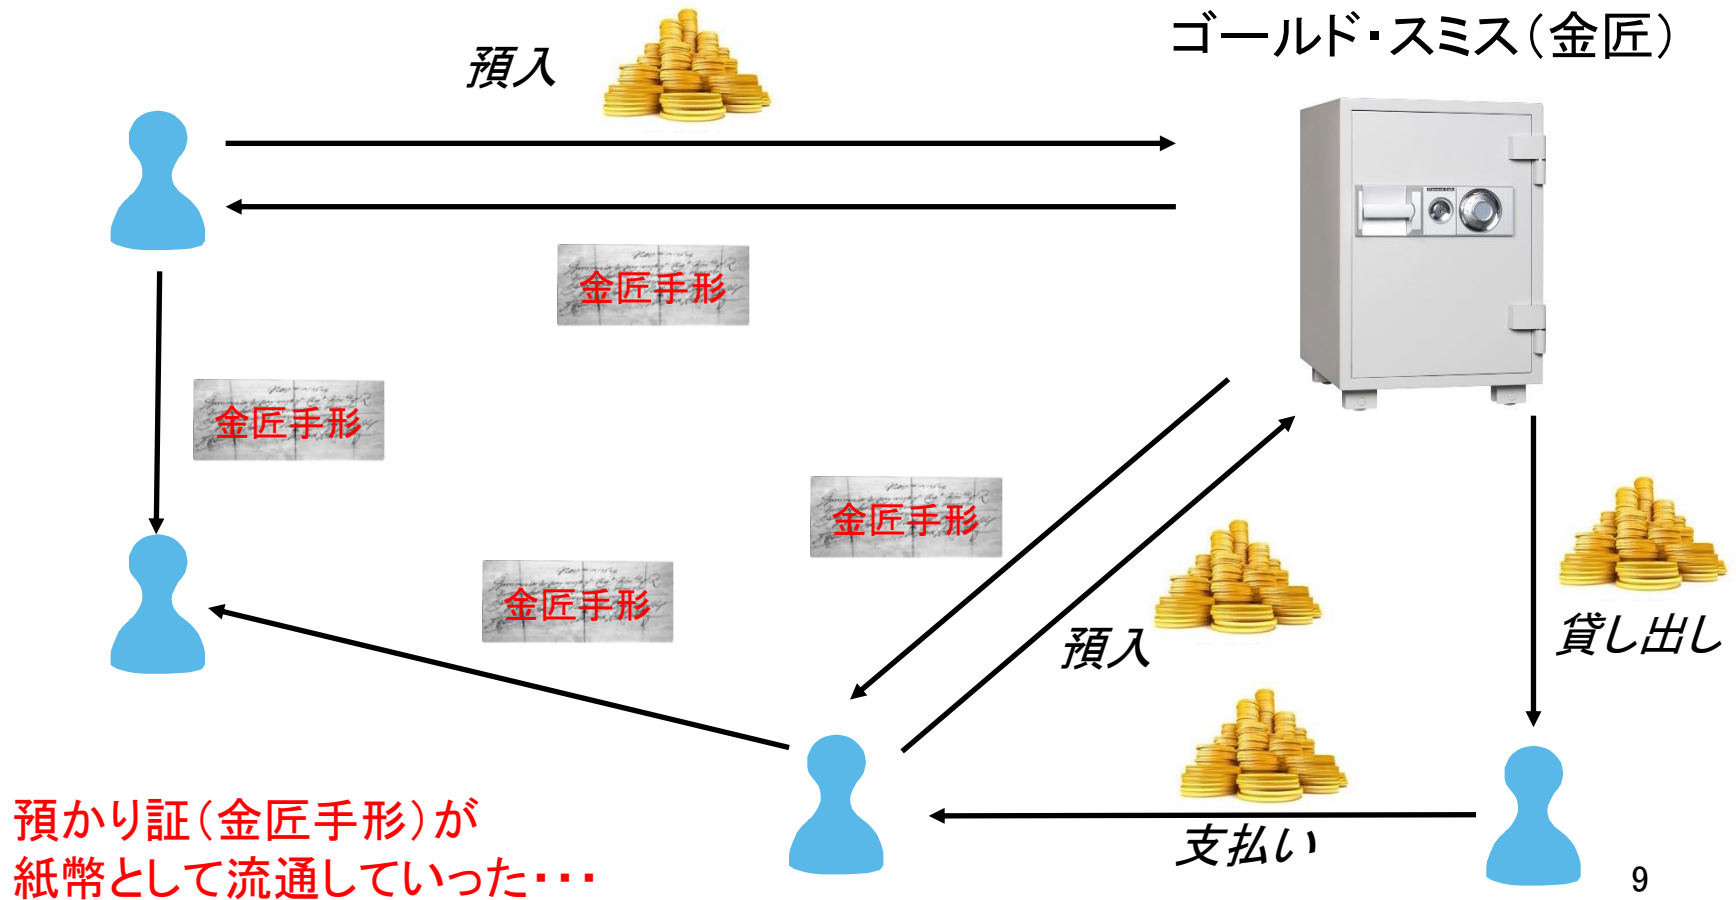 ゴールド・スミス（金匠）
預入
金匠手形
金匠手形
金匠手形
金匠手形
預入
貸し出し
支払い
預かり証（金匠手形）が
紙幣として流通していった・・・
9